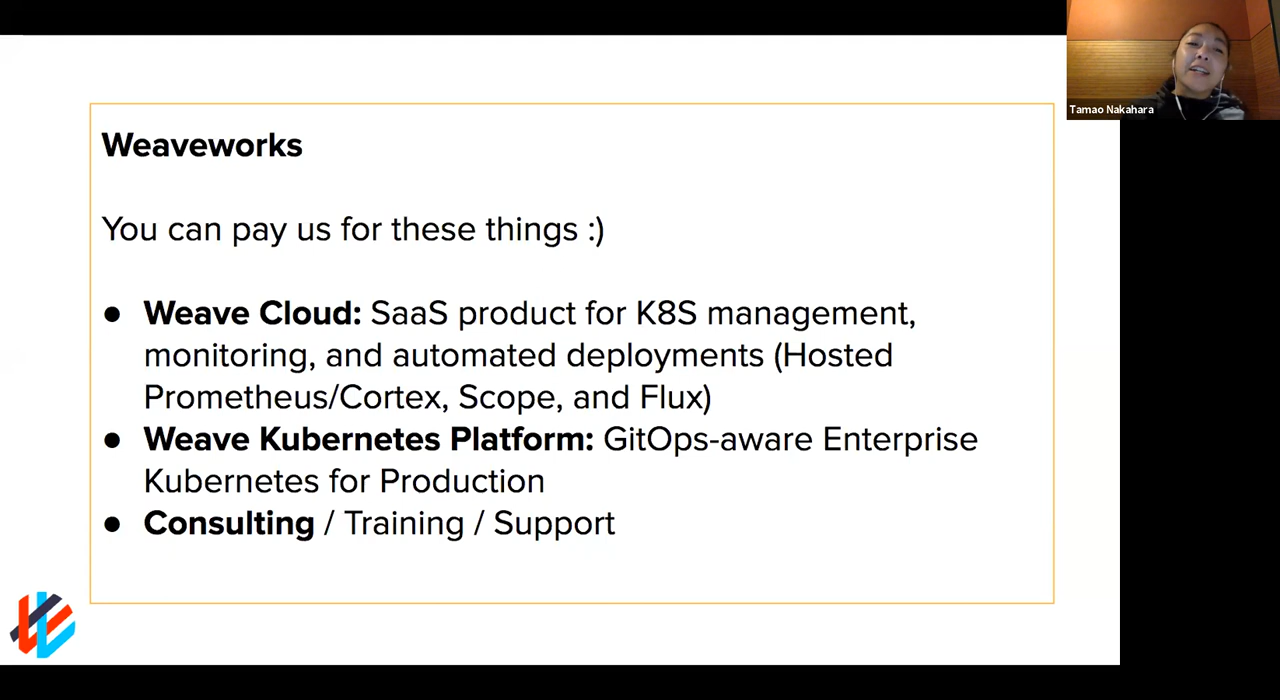 Tamao Nakahara
Weaveworks
You can pay us for these things :)
● Weave Cloud: SaaS product for K8S management,
monitoring, and automated deployments (Hosted
Prometheus/Cortex, Scope, and Flux)
● Weave Kubernetes Platform: GitOps-aware Enterprise
Kubernetes for Production
● Consulting / Training / Support